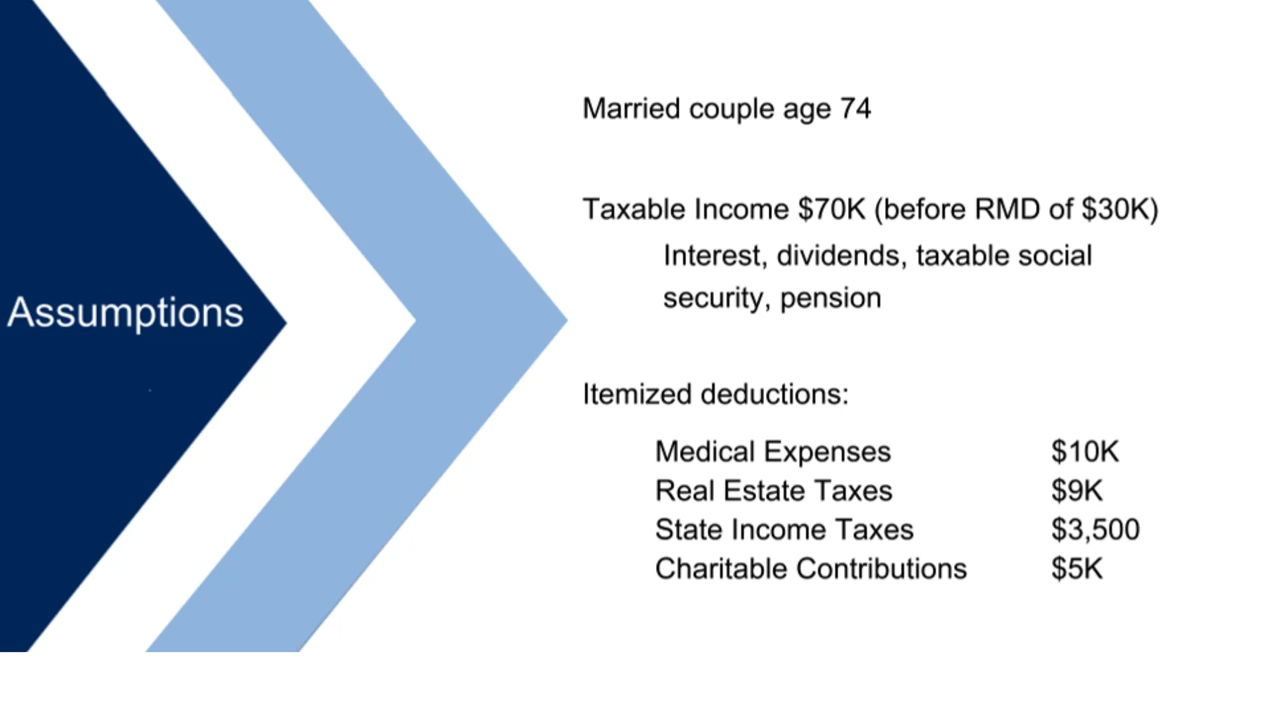 Assumptions
Married couple age 74
Taxable Income $70K (before RMD of $30K)
Interest, dividends, taxable social
security, pension
Itemized deductions:
Medical Expenses $10K
Real Estate Taxes $9K
State Income Taxes $3,500
Charitable Contributions $5K